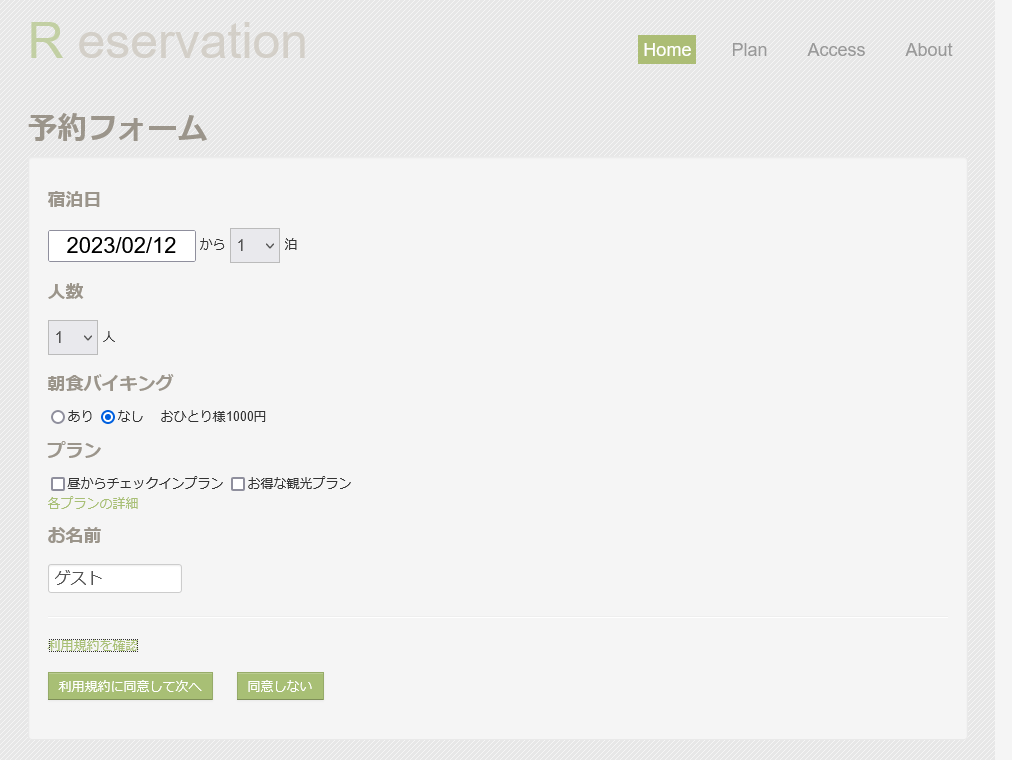 R eservation
Home Plan Access About
予約フォーム
宿泊日
2023/02/12 から 1 泊
人数
1 人
朝食バイキング
あり なし おひとり様1000円
プラン
昼からチェックインプラン お得な観光プラン
各プランの詳細
お名前
ゲスト
利用規約を確認
利用規約に同意して次へ 同意しない